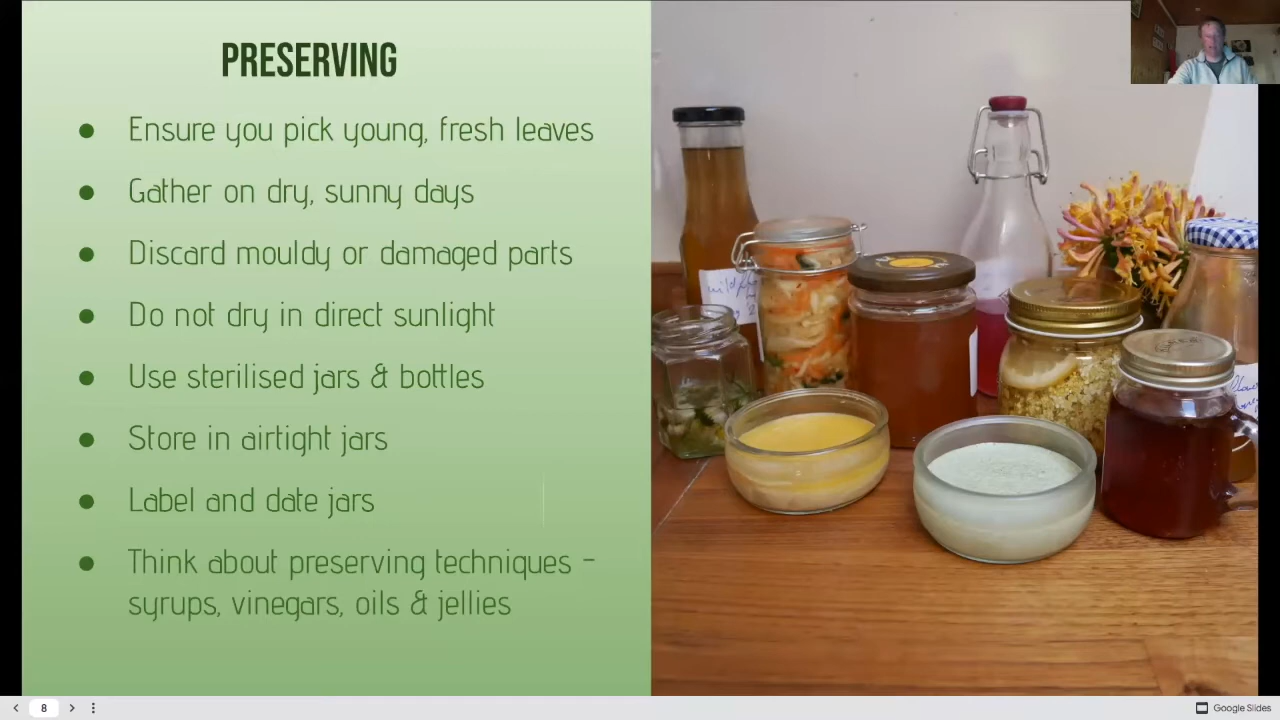 PRESERVING
● Ensure you pick young, fresh leaves
● Gather on dry, sunny days
● Discard mouldy or damaged parts
● Do not dry in direct sunlight
● Use sterilised jars & bottles
● Store in airtight jars
● Label and date jars
● Think about preserving techniques -
syrups, vinegars, oils & jellies
8
Google Slides